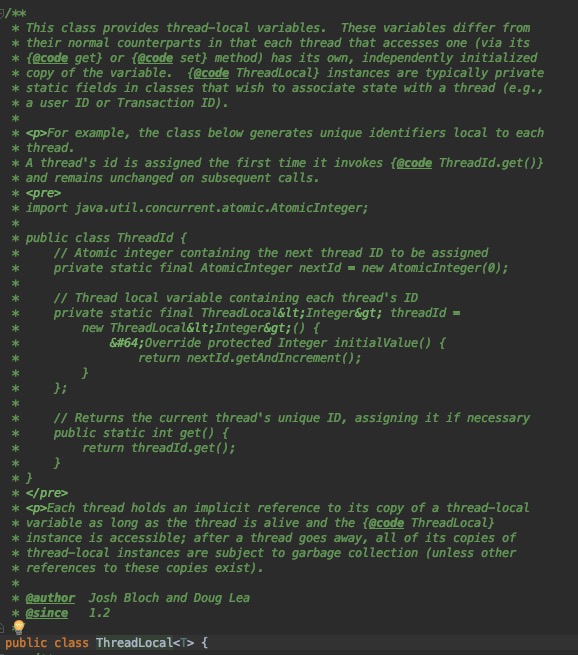 /**
 * This class provides thread-local variables.  These variables differ from
 * their normal counterparts in that each thread that accesses one (via its
 * {@code get} or {@code set} method) has its own, independently initialized
 * copy of the variable.  {@code ThreadLocal} instances are typically private
 * static fields in classes that wish to associate state with a thread (e.g.,
 * a user ID or Transaction ID).
 *
 * <p>For example, the class below generates unique identifiers local to each
 * thread.
 * A thread's id is assigned the first time it invokes {@code ThreadId.get()}
 * and remains unchanged on subsequent calls.
 * <pre>
 * import java.util.concurrent.atomic.AtomicInteger;
 *
 * public class ThreadId {
 *     // Atomic integer containing the next thread ID to be assigned
 *     private static final AtomicInteger nextId = new AtomicInteger(0);
 *
 *     // Thread local variable containing each thread's ID
 *     private static final ThreadLocal&lt;Integer&gt; threadId =
 *         new ThreadLocal&lt;Integer&gt;() {
 *             &#64;Override protected Integer initialValue() {
 *                 return nextId.getAndIncrement();
 *         }
 *     };
 *
 *     // Returns the current thread's unique ID, assigning it if necessary
 *     public static int get() {
 *         return threadId.get();
 *     }
 * }
 * </pre>
 * <p>Each thread holds an implicit reference to its copy of a thread-local
 * variable as long as the thread is alive and the {@code ThreadLocal}
 * instance is accessible; after a thread goes away, all of its copies of
 * thread-local instances are subject to garbage collection (unless other
 * references to these copies exist).
 *
 * @author  Josh Bloch and Doug Lea
 * @since   1.2
 *
public class ThreadLocal<T> {